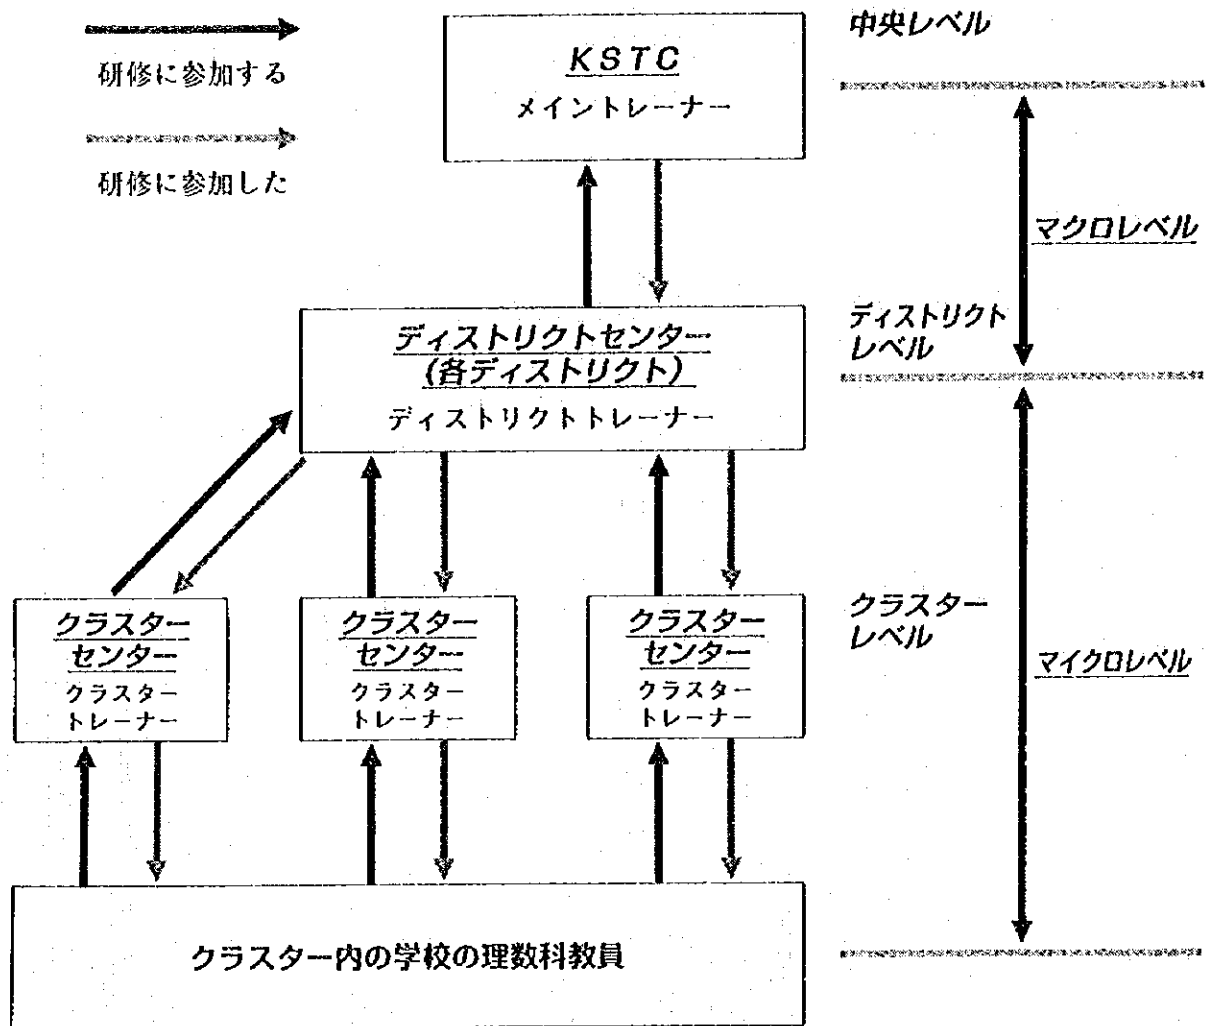 研修に参加する
研修に参加した
KSTC
メイントレーナー
中央レベル
マクロレベル
ディストリクトセンター
(各ディストリクト)
ディストリクトトレーナー
ディストリクト
レベル
クラスター
センター
クラスター
トレーナー
クラスター
センター
クラスター
トレーナー
クラスター
センター
クラスター
トレーナー
クラスター
レベル
マイクロレベル
クラスター内の学校の理数科教員